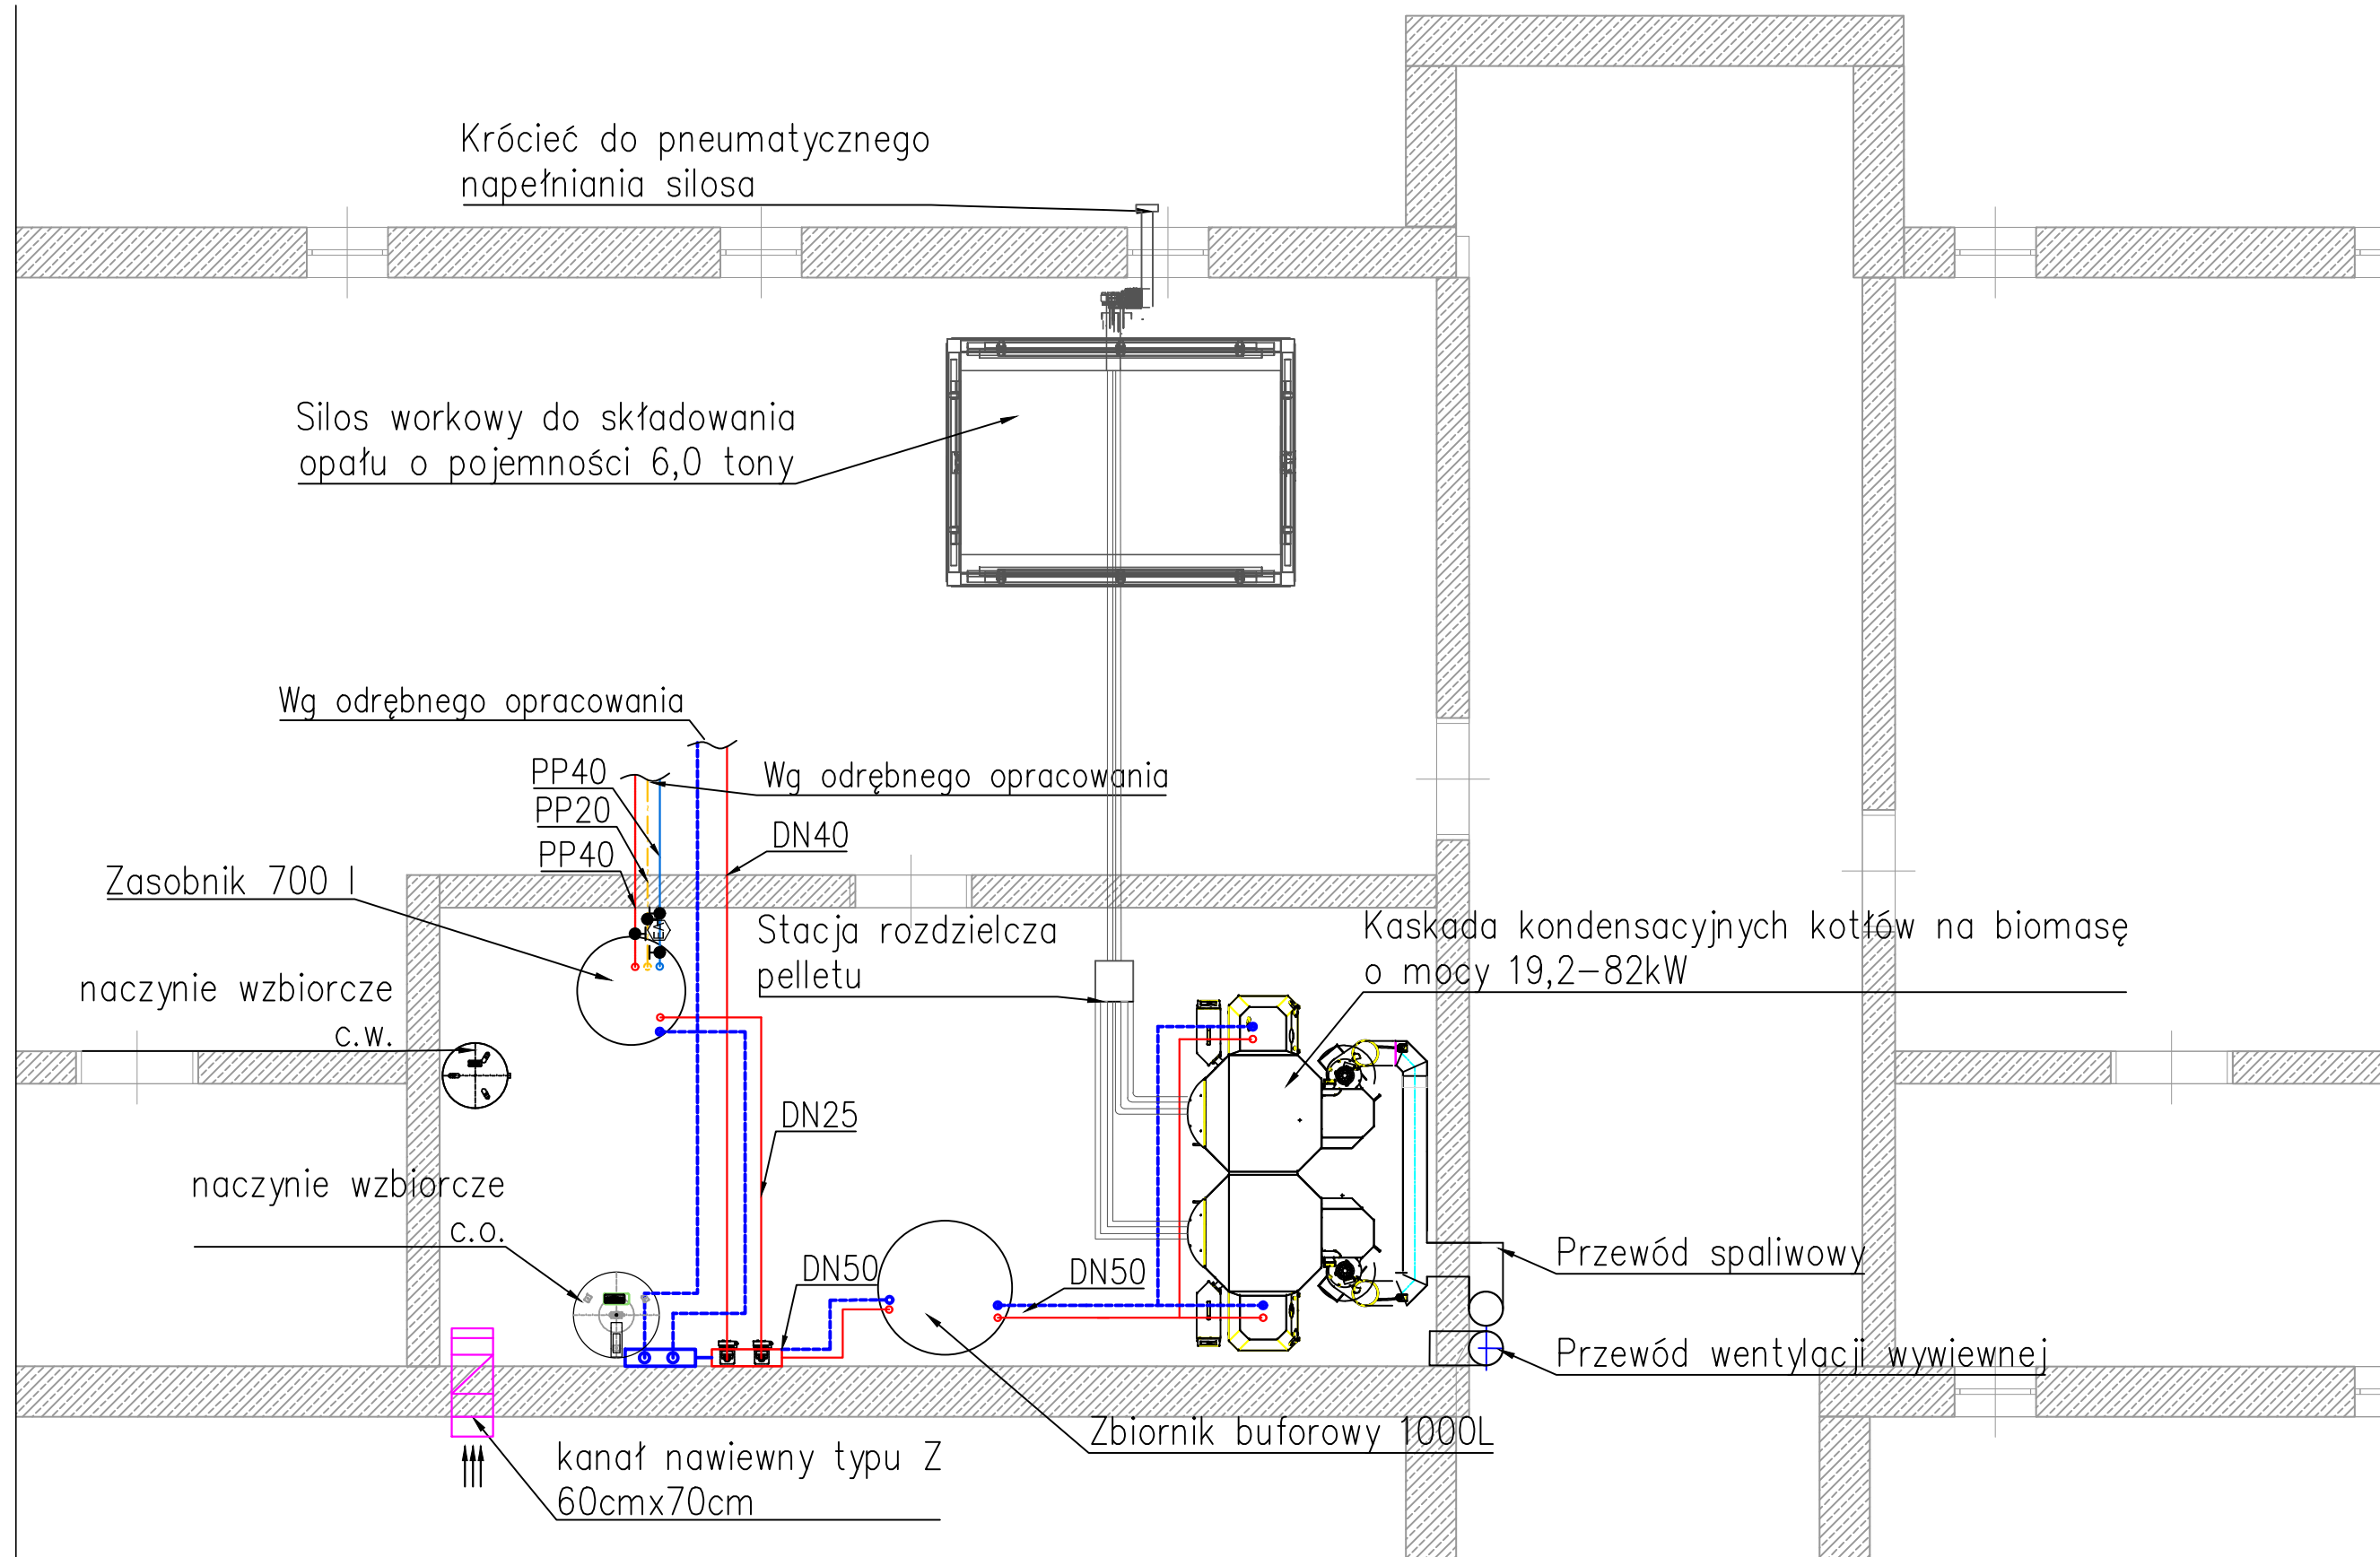 Króciec do pneumatycznego
napełniania silosa
Silos workowy do składowania
opału o pojemności 6,0 tony
Wg odrębnego opracowania
PP40
Wg odrębnego opracowania
PP20
DN40
PP40
Zasobnik 700 l
Stacja rozdzielcza
pelletu
Kaskada kondensacyjnych kotłów na biomasę
o mocy 19,2-82kW
naczynie wzbiorcze
c.w.
DN25
naczynie wzbiorcze
c.o.
DN50
DN50
Przewód spaliwowy
Przewód wentylacji wywiewnej
Zbiornik buforowy 1000L
kanał nawiewny typu Z
60cmx70cm